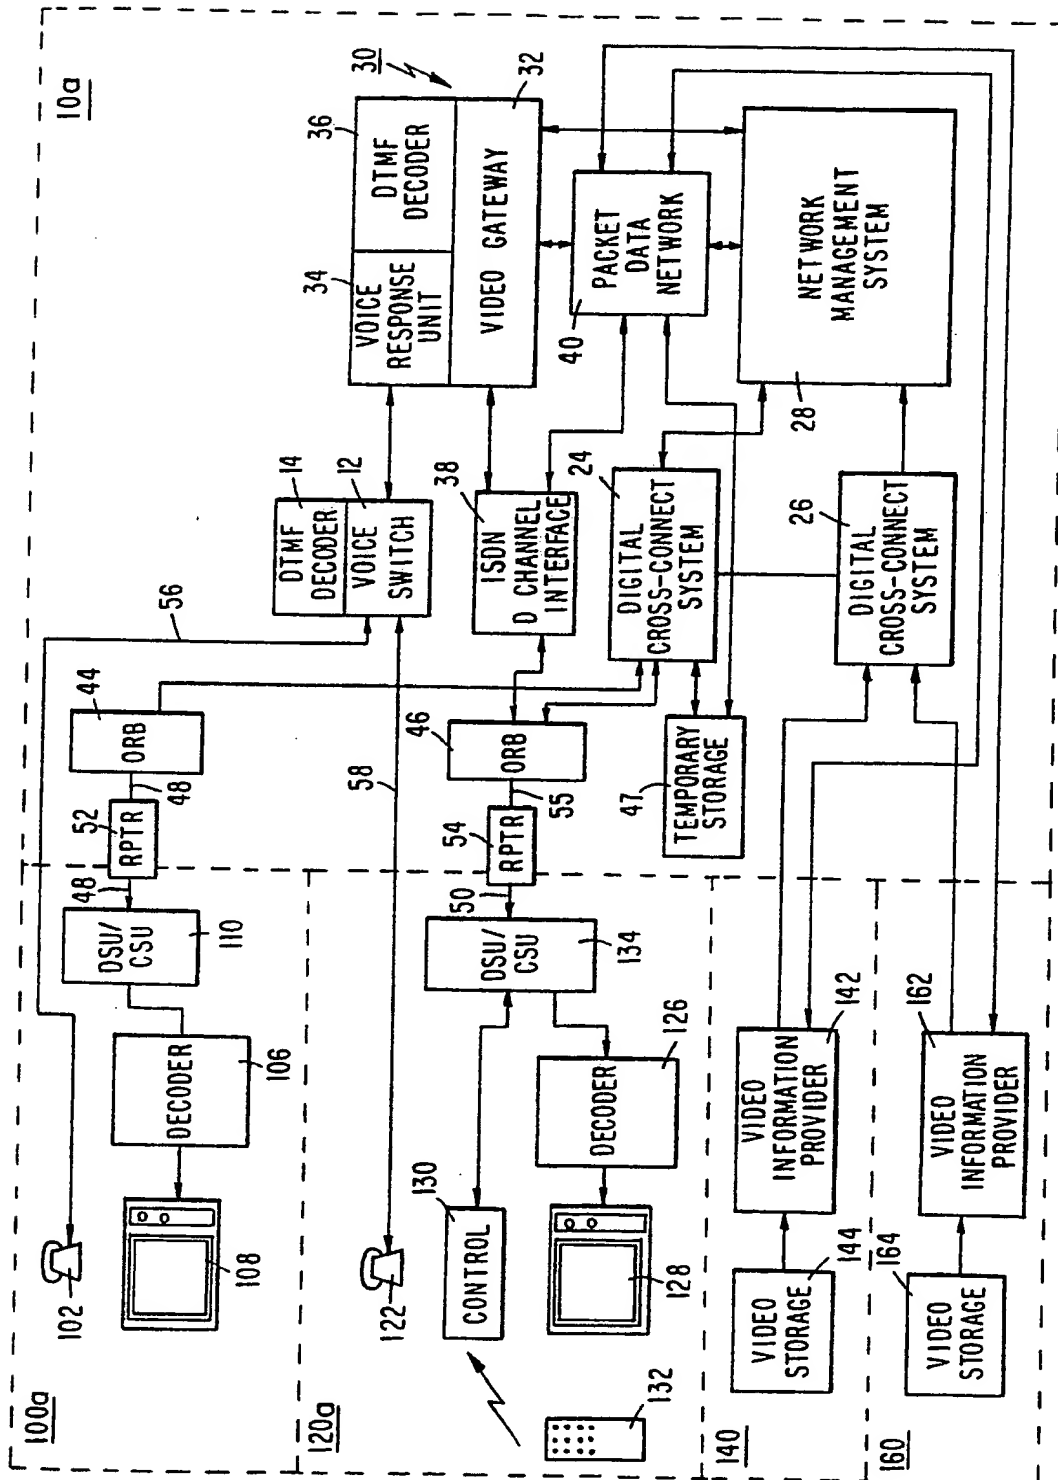 10a
30
36
DTMF
DECODER
34
VOICE
RESPONSE
UNIT
32
VIDEO GATEWAY
14
DTMF
DECODER
12
VOICE
SWITCH
38
ISDN
D CHANNEL
INTERFACE
40
PACKET
DATA
NETWORK
24
DIGITAL
CROSS-CONNECT
SYSTEM
28
NETWORK
MANAGEMENT
SYSTEM
26
DIGITAL
CROSS-CONNECT
SYSTEM
56
44
ORB
48
52
RPTR
48
58
46
ORB
55
54
RPTR
50
47
TEMPORARY
STORAGE
100a
102
DSU/
CSU
110
DECODER
106
108
120a
122
DSU/
CSU
134
130
CONTROL
DECODER
126
128
132
140
142
VIDEO
INFORMATION
PROVIDER
144
VIDEO
STORAGE
160
162
VIDEO
INFORMATION
PROVIDER
164
VIDEO
STORAGE